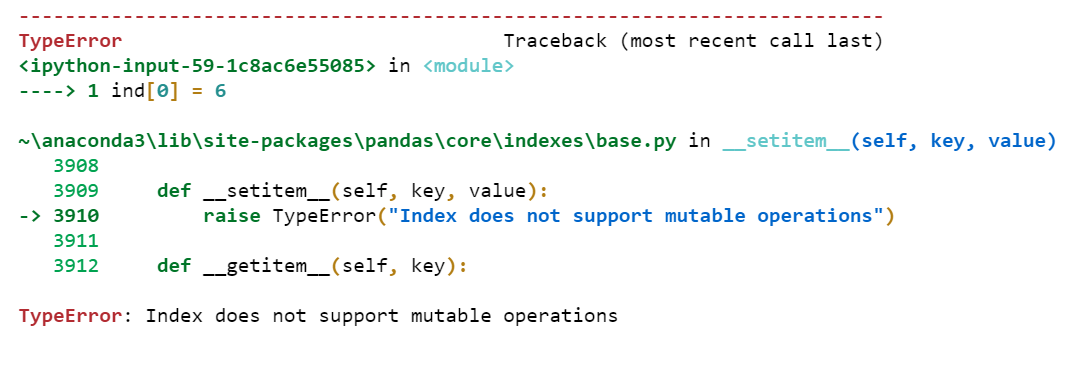 ---------------------------------------------------------------------------
TypeError                                 Traceback (most recent call last)
<ipython-input-59-1c8ac6e55085> in <module>
----> 1 ind[0] = 6

~\anaconda3\lib\site-packages\pandas\core\indexes\base.py in __setitem__(self, key, value)
   3908
   3909     def __setitem__(self, key, value):
-> 3910         raise TypeError("Index does not support mutable operations")
   3911
   3912     def __getitem__(self, key):

TypeError: Index does not support mutable operations